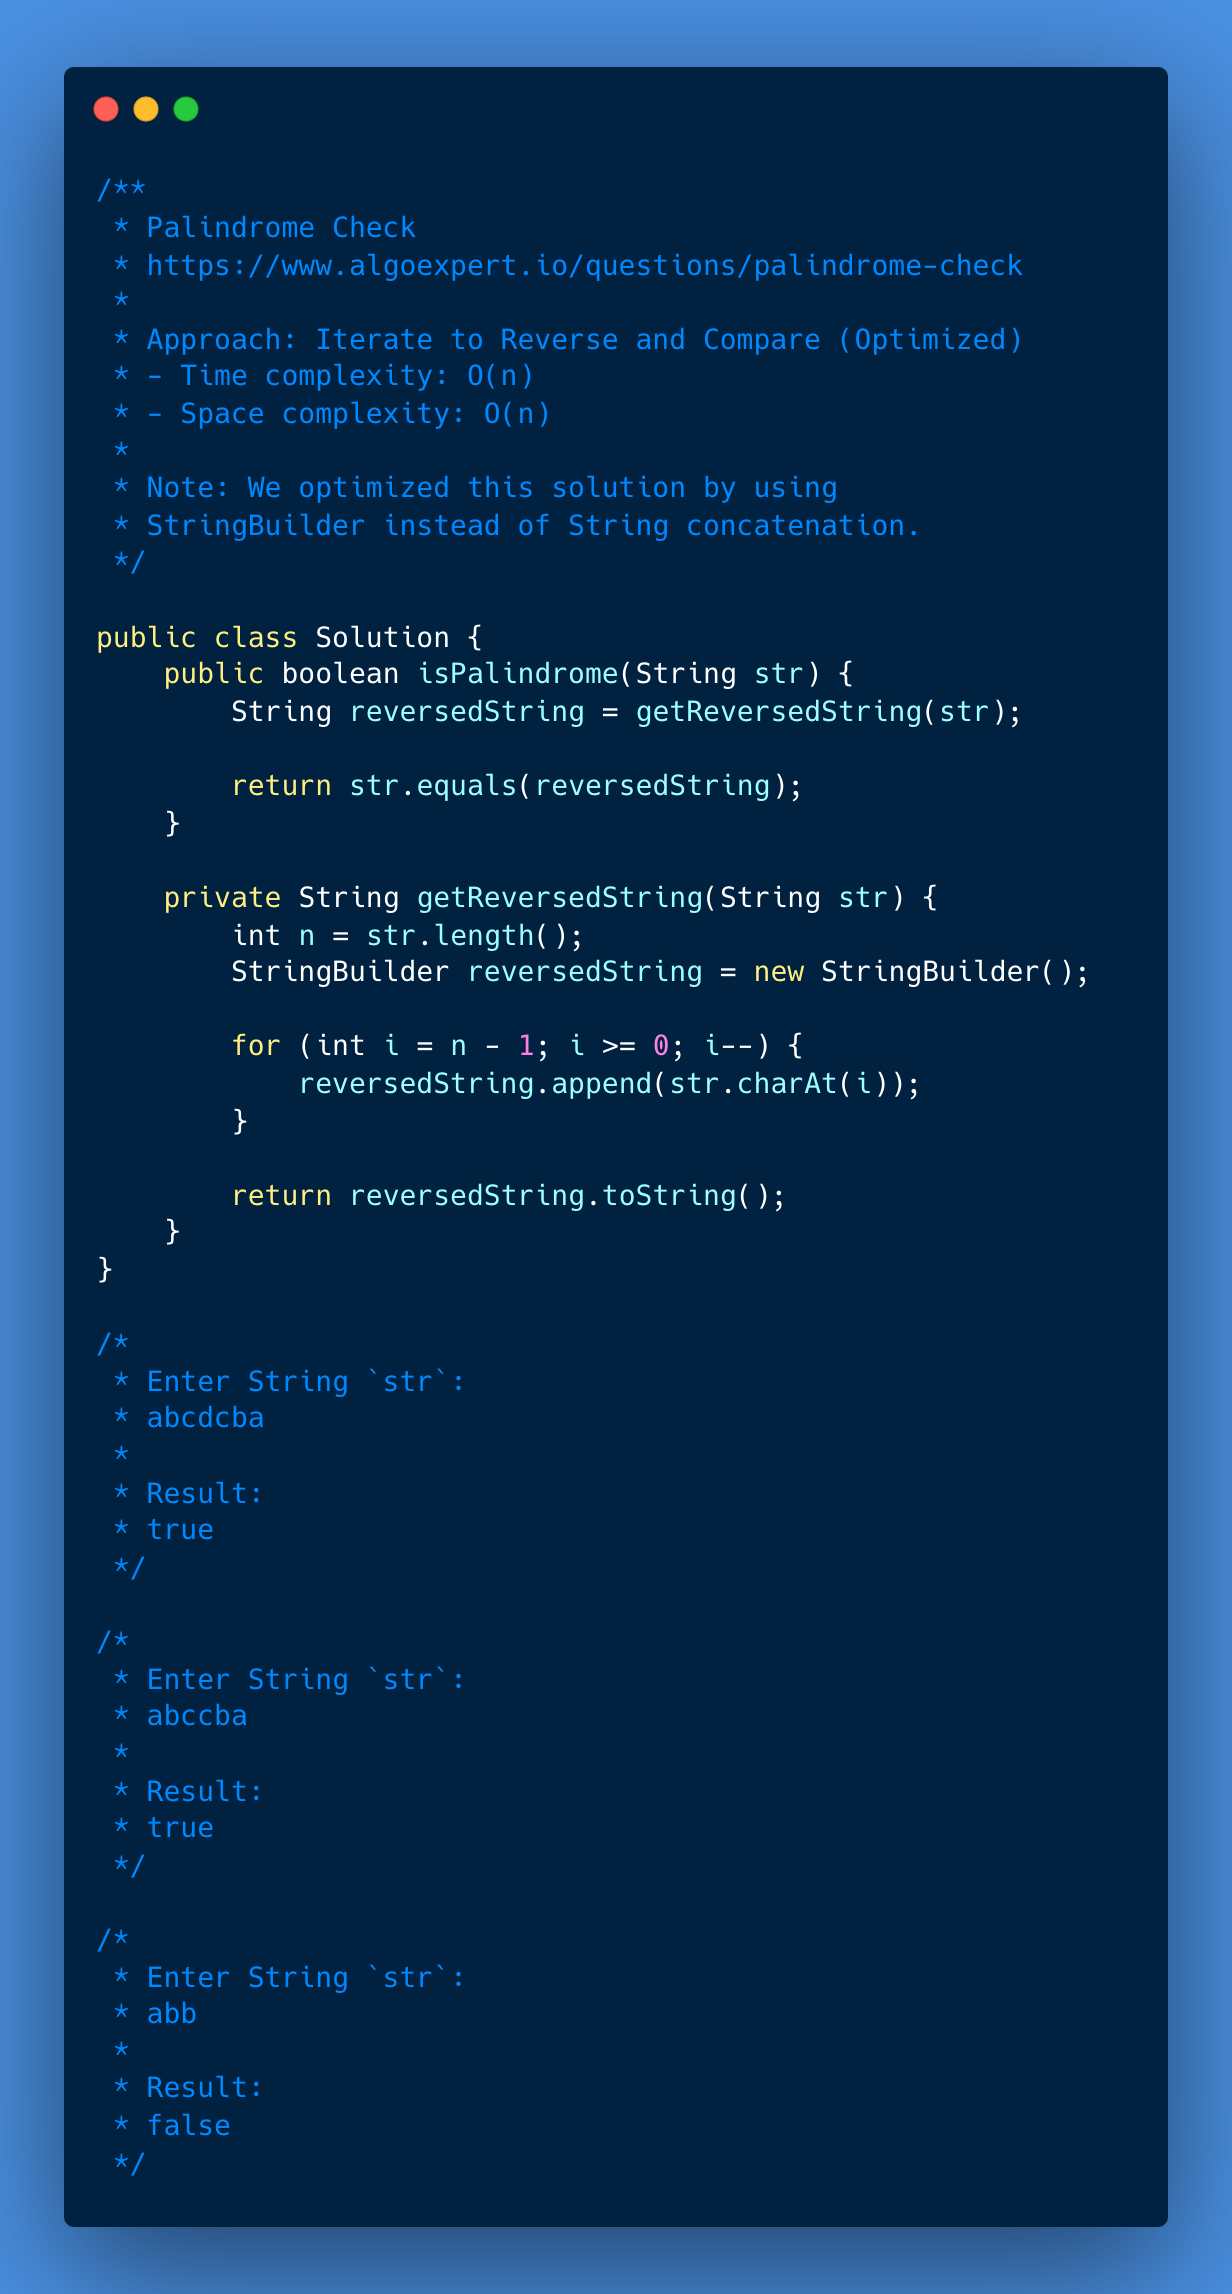 /**
 * Palindrome Check
 * https://www.algoexpert.io/questions/palindrome-check
 *
 * Approach: Iterate to Reverse and Compare (Optimized)
 * - Time complexity: O(n)
 * - Space complexity: O(n)
 *
 * Note: We optimized this solution by using
 * StringBuilder instead of String concatenation.
 */

public class Solution {
    public boolean isPalindrome(String str) {
        String reversedString = getReversedString(str);

        return str.equals(reversedString);
    }

    private String getReversedString(String str) {
        int n = str.length();
        StringBuilder reversedString = new StringBuilder();

        for (int i = n - 1; i >= 0; i--) {
            reversedString.append(str.charAt(i));
        }

        return reversedString.toString();
    }
}

/*
 * Enter String `str`:
 * abcdcba
 *
 * Result:
 * true
 */

/*
 * Enter String `str`:
 * abccba
 *
 * Result:
 * true
 */

/*
 * Enter String `str`:
 * abb
 *
 * Result:
 * false
 */